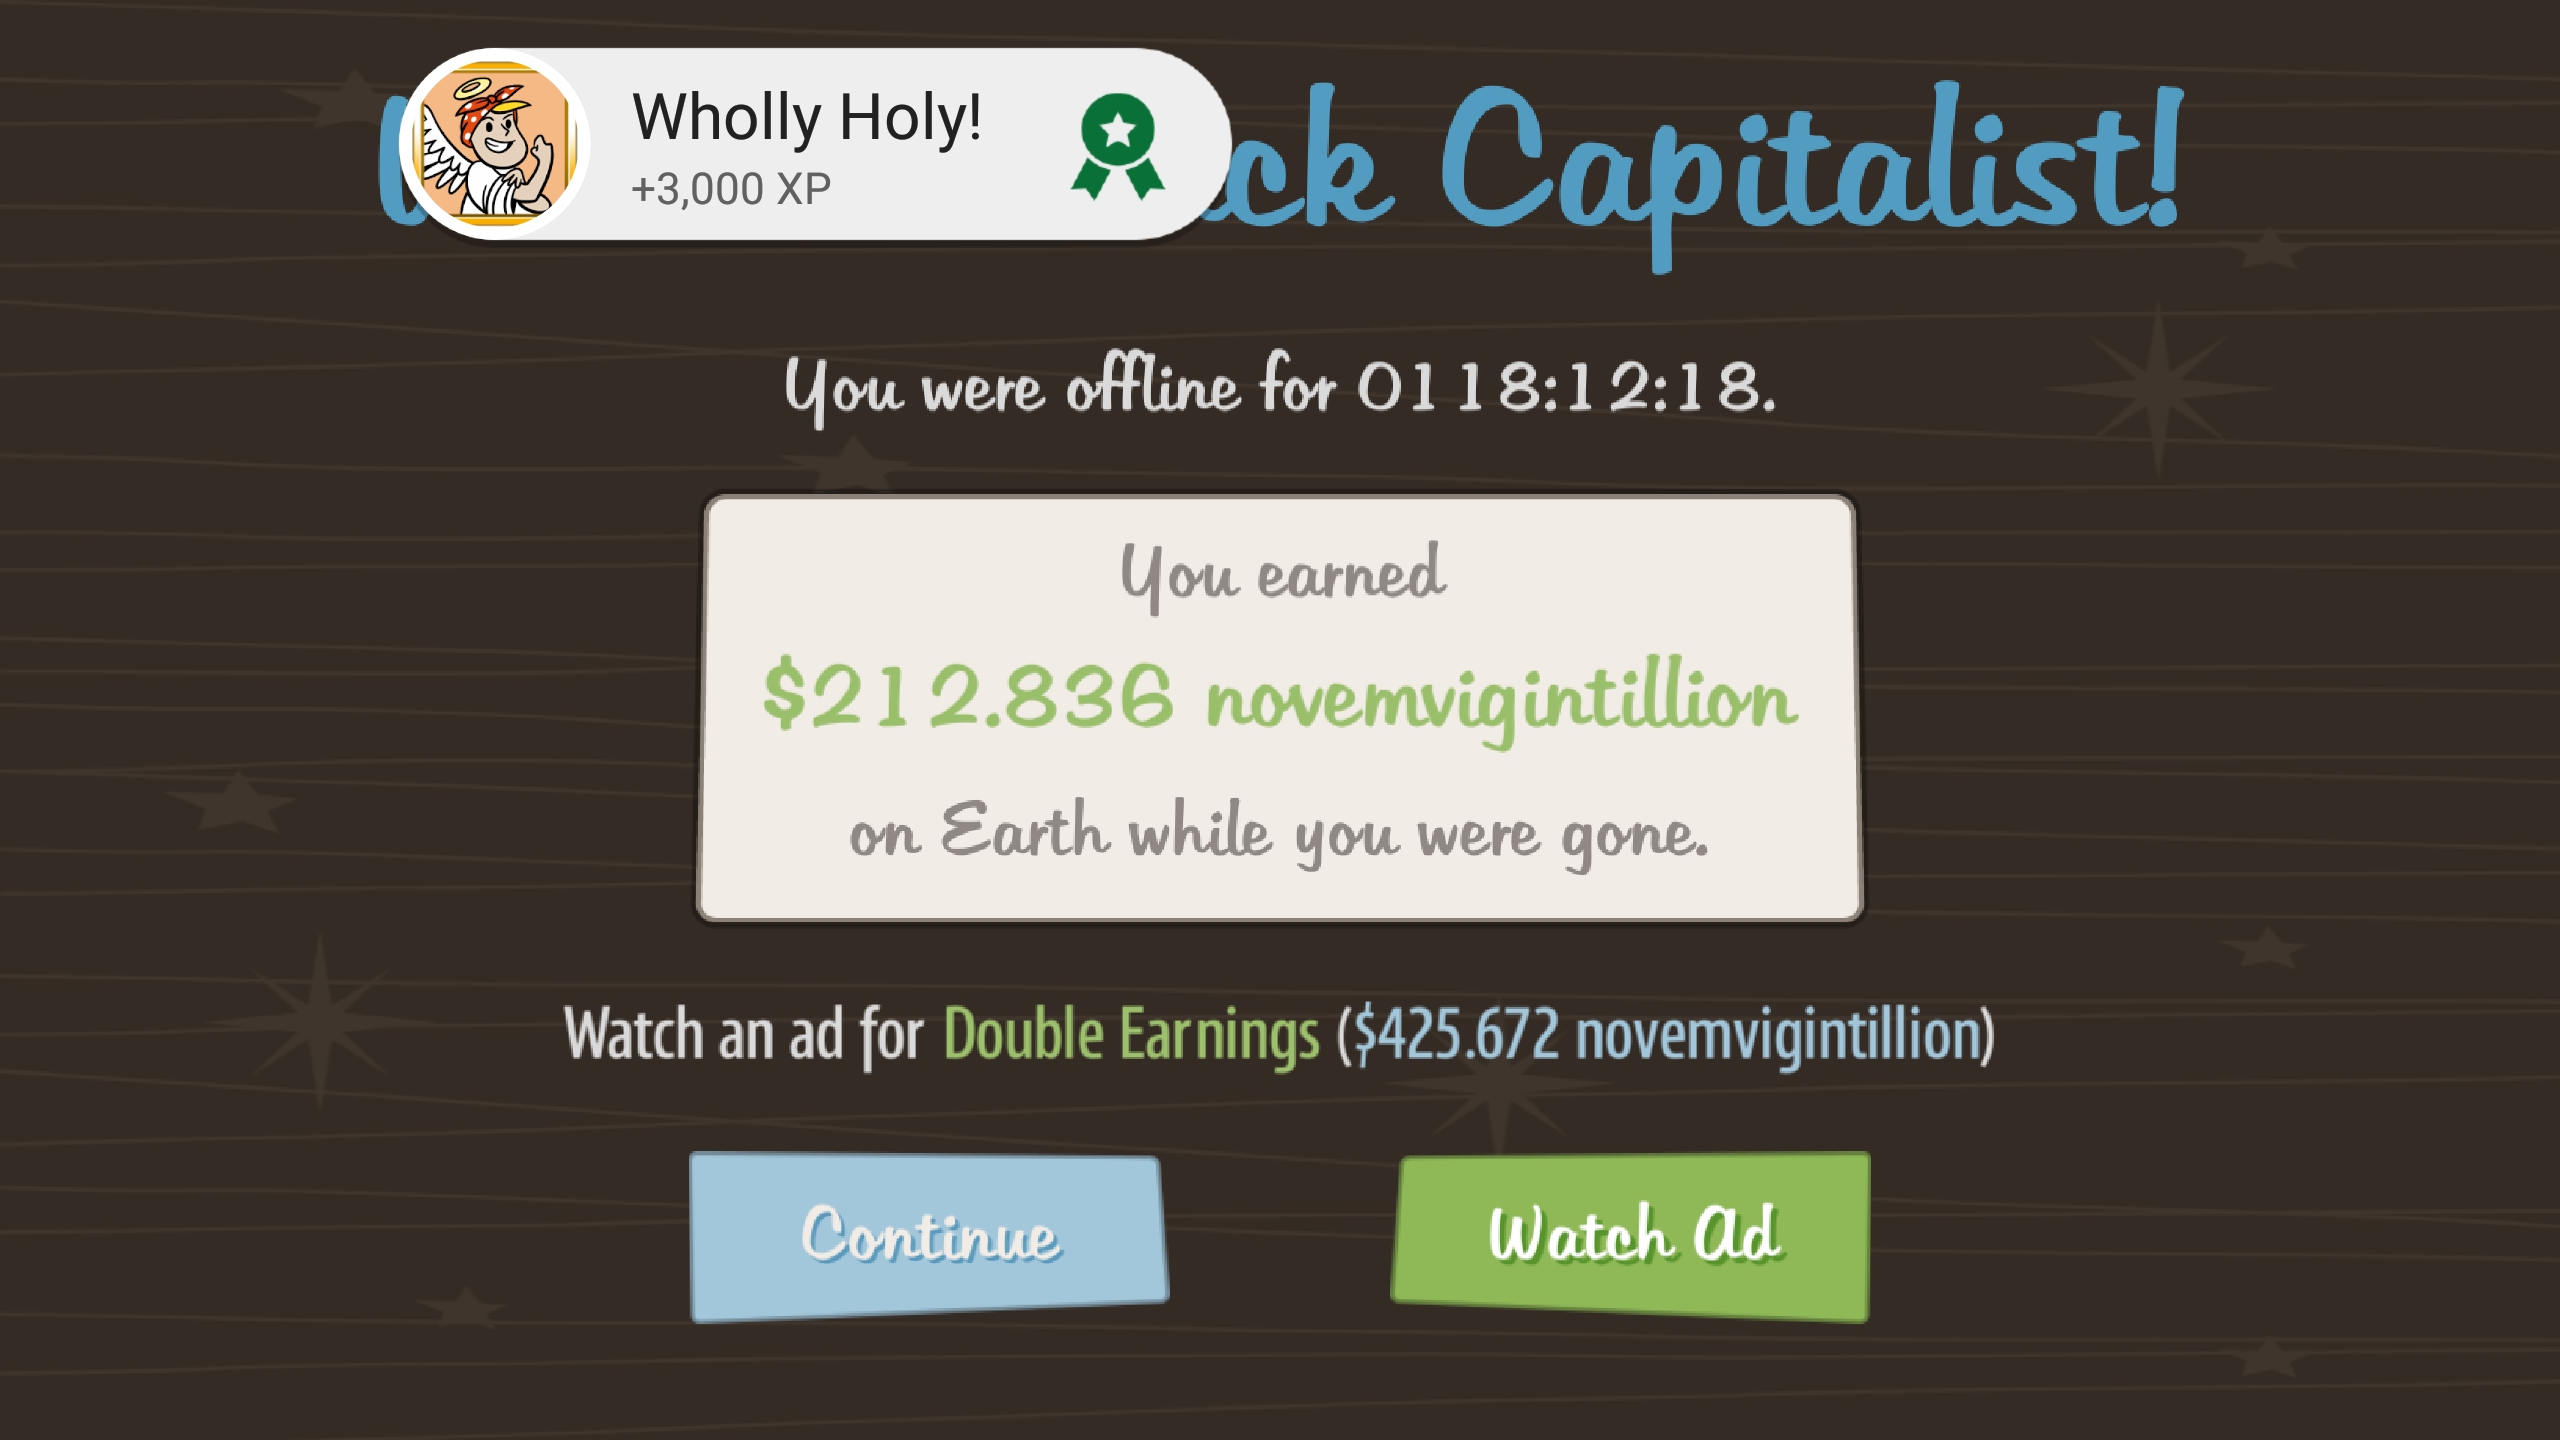 Wholly Holy!
+3,000 XP
ck Capitalist!
You were offline for 0118:12:18.
You earned
$212.836 novemvigintillion
on Earth while you were gone.
Watch an ad for Double Earnings ($425.672 novemvigintillion)
Continue
Watch Ad